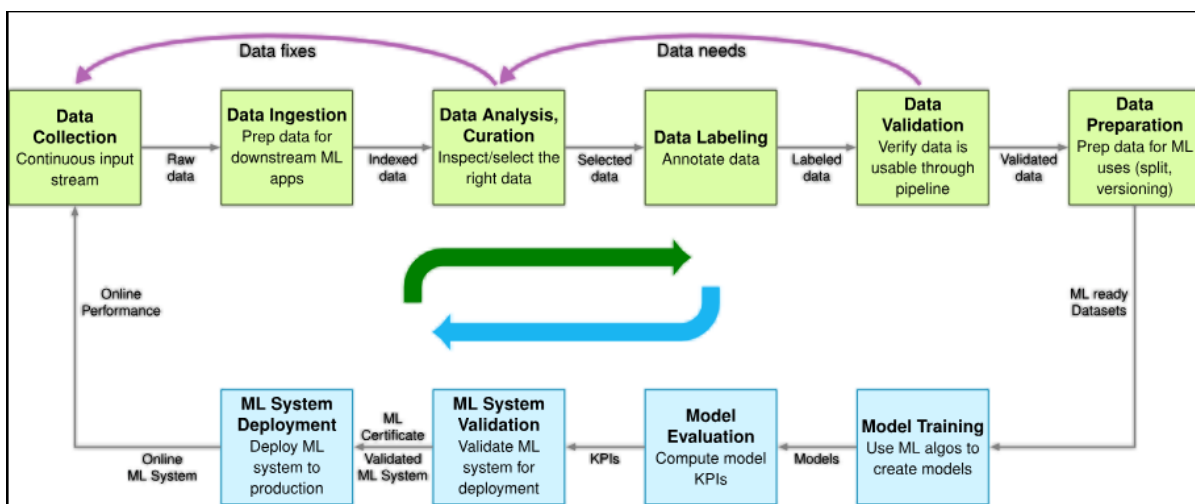 Data fixes
Data needs
Data
Collection
Continuous input
stream
Raw
data
Data Ingestion
Prep data for
downstream ML
apps
Indexed
data
Data Analysis,
Curation
Inspect/select the
right data
Selected
data
Data Labeling
Annotate data
Labeled
data
Data
Validation
Verify data is
usable through
pipeline
Validated
data
Data
Preparation
Prep data for ML
uses (split,
versioning)
Online
Performance
ML ready
Datasets
Online
ML System
ML System
Deployment
Deploy ML
system to
production
ML
Certificate
Validated
ML System
ML System
Validation
Validate ML
system for
deployment
KPIs
Model
Evaluation
Compute model
KPIs
Models
Model Training
Use ML algos to
create models